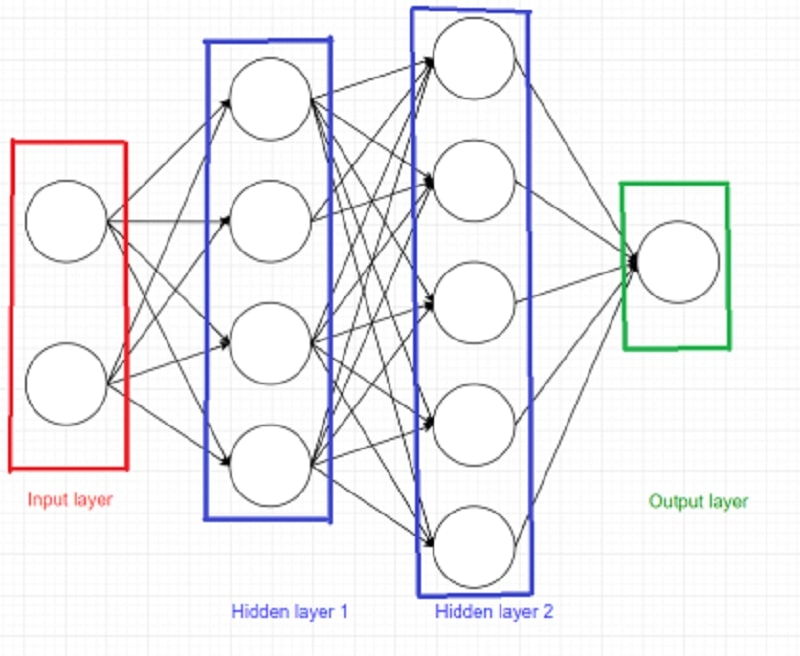 Input layer
Hidden layer 1
Hidden layer 2
Output layer